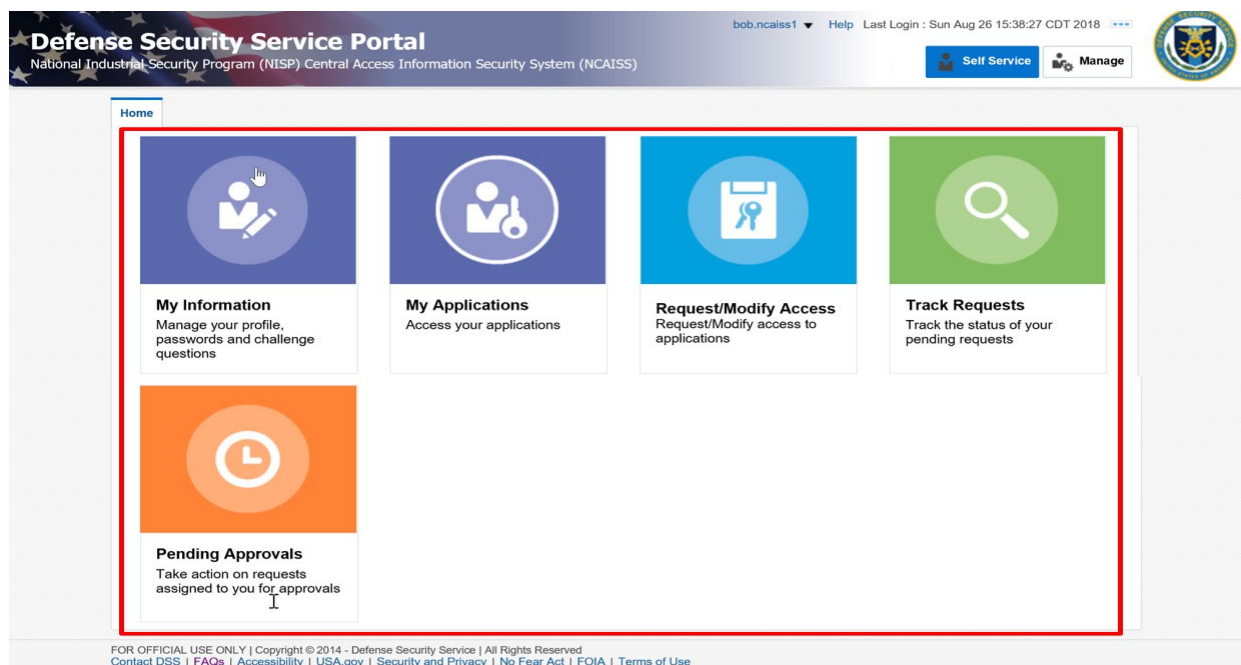 bob.ncaiss1 Help Last Login : Sun Aug 26 15:38:27 CDT 2018
Defense Security Service Portal
National Industrial Security Program (NISP) Central Access Information Security System (NCAISS)
Self Service Manage
Home
My Information
Manage your profile,
passwords and challenge
questions
My Applications
Access your applications
Request/Modify Access
Request/Modify access to
applications
Track Requests
Track the status of your
pending requests
Pending Approvals
Take action on requests
assigned to you for approvals
FOR OFFICIAL USE ONLY | Copyright © 2014 - Defense Security Service | All Rights Reserved
Contact DSS | FAQs | Accessibility | USA.gov | Security and Privacy | No Fear Act | FOIA | Terms of Use